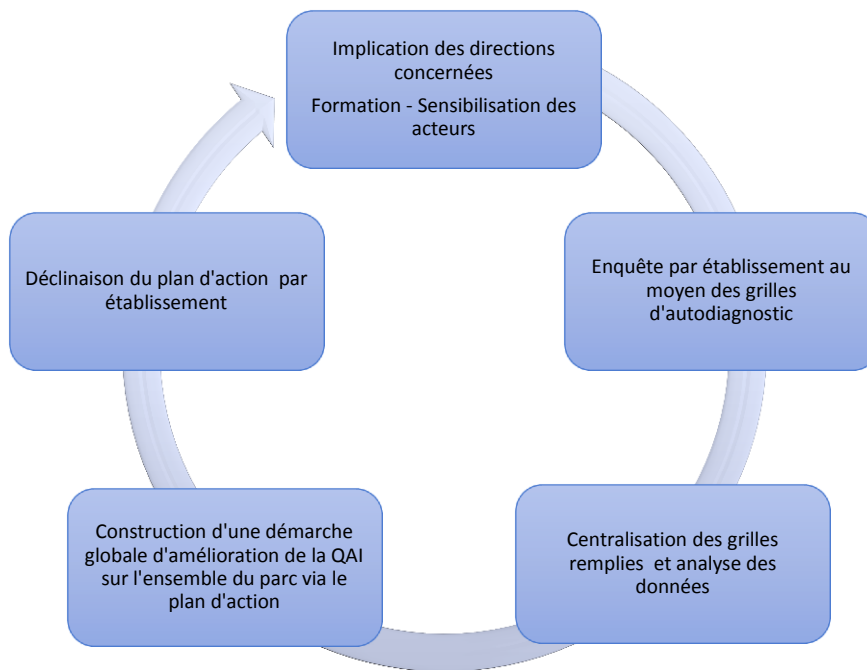 Implication des directions
concernées
Formation - Sensibilisation des
acteurs
Enquête par établissement au
moyen des grilles
d'autodiagnostic
Centralisation des grilles
remplies et analyse des
données
Construction d'une démarche
globale d'amélioration de la QAI
sur l'ensemble du parc via le
plan d'action
Déclinaison du plan d'action par
établissement